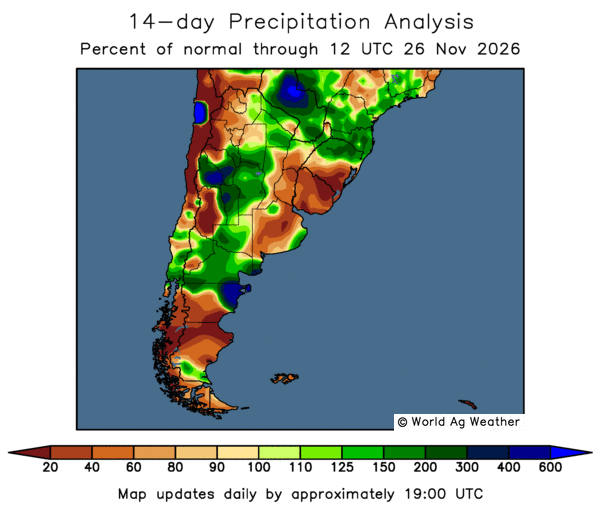 14-day Precipitation Analysis
Percent of normal through 12 UTC 26 Nov 2026
© World Ag Weather
20 40 60 80 90 100 110 125 150 200 300 400 600
Map updates daily by approximately 19:00 UTC